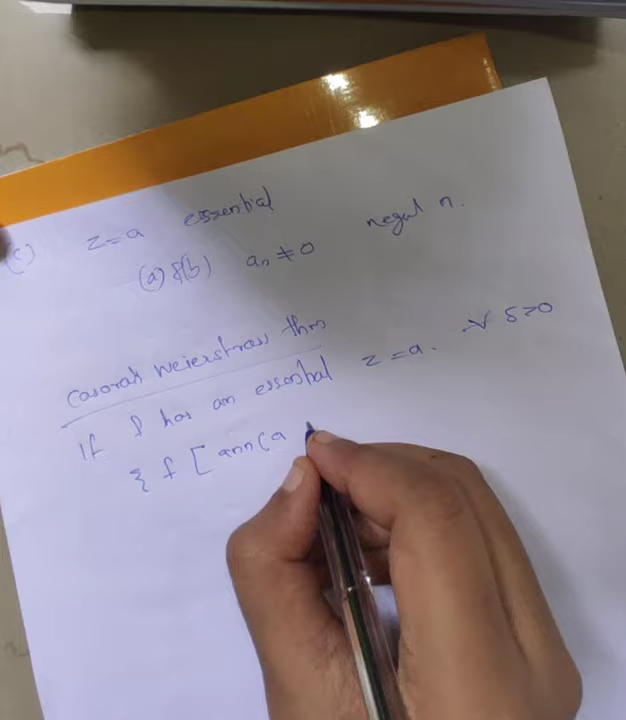 (c) z=a essential
(a) &(b) aₙ ≠ 0 negat n.
Casorati Weierstrass thm
If f has an essential z=a. ∀ δ>0
{ f [ ann(a